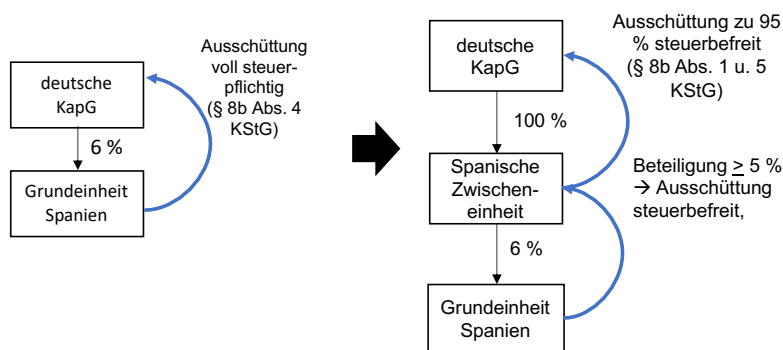 Ausschüttung
voll steuer-
pflichtig
(§ 8b Abs. 4
KStG)
deutsche
KapG
6 %
Grundeinheit
Spanien
Ausschüttung zu 95
% steuerbefreit
(§ 8b Abs. 1 u. 5
KStG)
deutsche
KapG
100 %
Spanische
Zwischen-
einheit
Beteiligung ≥ 5 %
→ Ausschüttung
steuerbefreit,
6 %
Grundeinheit
Spanien